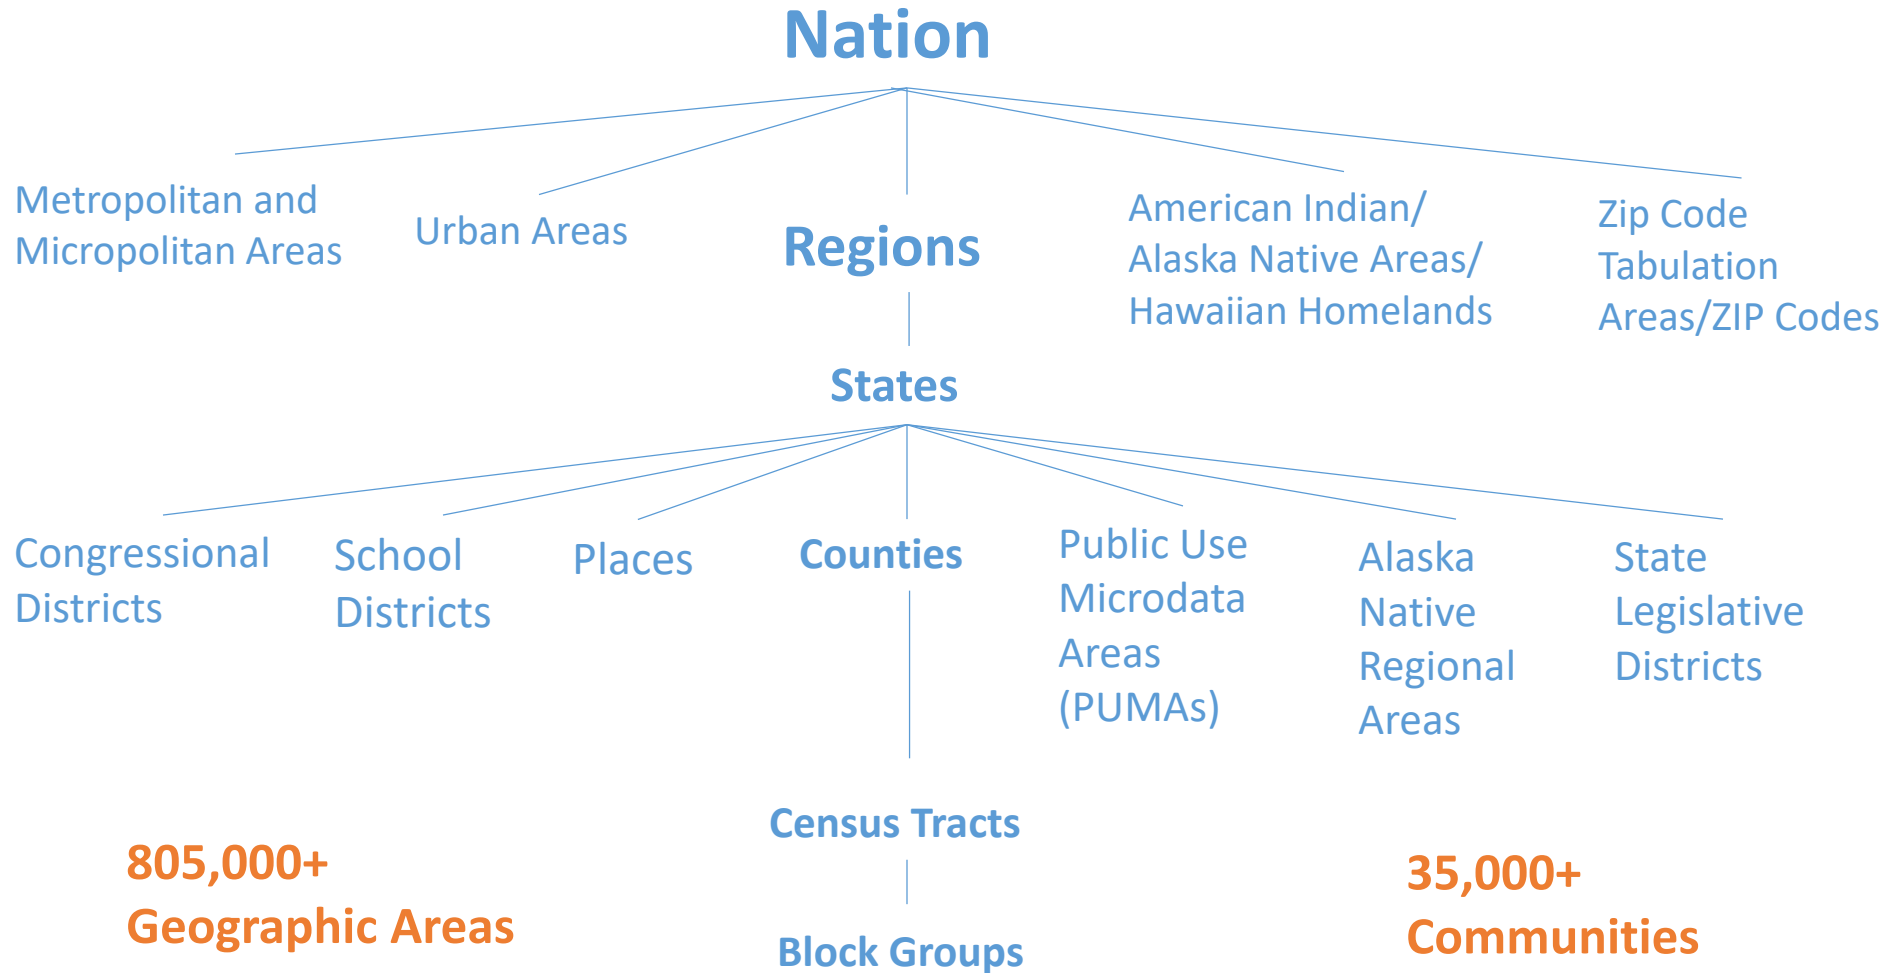 Nation
Metropolitan and
Micropolitan Areas
Urban Areas
Regions
American Indian/
Alaska Native Areas/
Hawaiian Homelands
Zip Code
Tabulation
Areas/ZIP Codes
States
Congressional
Districts
School
Districts
Places
Counties
Public Use
Microdata
Areas
(PUMAs)
Alaska
Native
Regional
Areas
State
Legislative
Districts
Census Tracts
805,000+
Geographic Areas
35,000+
Communities
Block Groups